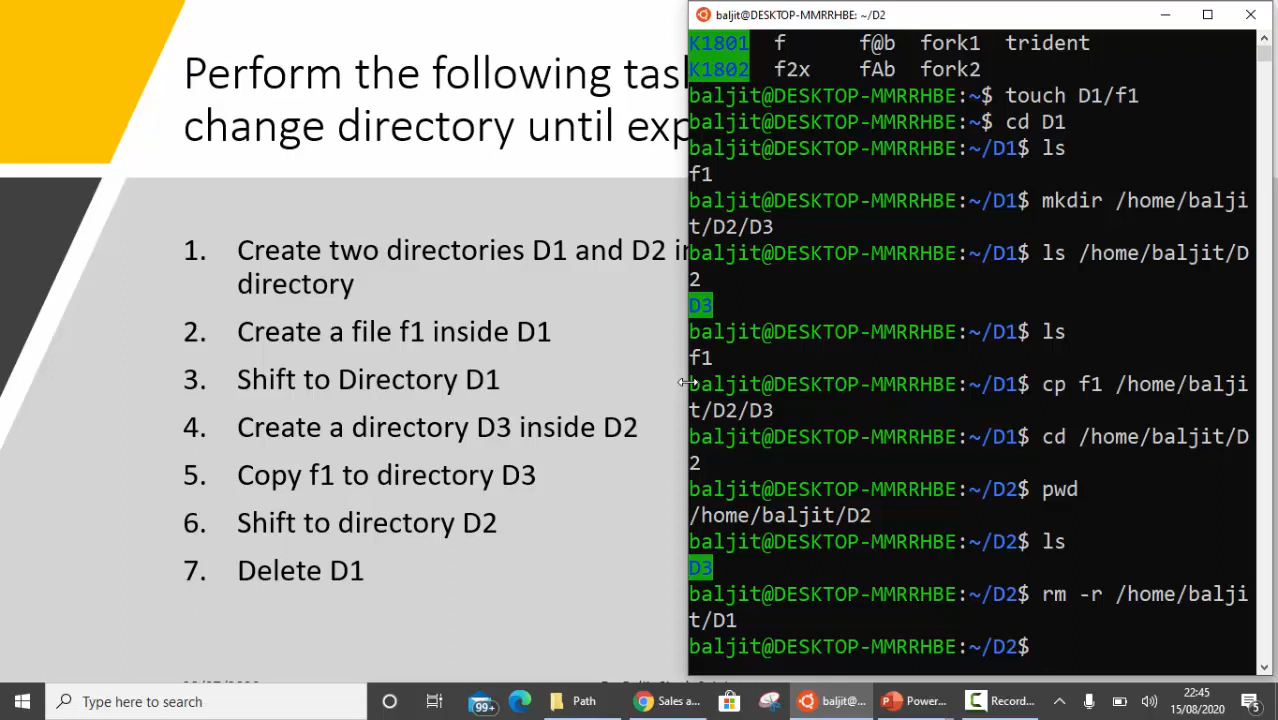 Perform the following tas
change directory until exp
1. Create two directories D1 and D2 in
directory
2. Create a file f1 inside D1
3. Shift to Directory D1
4. Create a directory D3 inside D2
5. Copy f1 to directory D3
6. Shift to directory D2
7. Delete D1
baljit@DESKTOP-MMRRHBE: ~/D2
K1801 f f@b fork1 trident
K1802 f2x fAb fork2
baljit@DESKTOP-MMRRHBE:~$ touch D1/f1
baljit@DESKTOP-MMRRHBE:~$ cd D1
baljit@DESKTOP-MMRRHBE:~/D1$ ls
f1
baljit@DESKTOP-MMRRHBE:~/D1$ mkdir /home/balji
t/D2/D3
baljit@DESKTOP-MMRRHBE:~/D1$ ls /home/baljit/D
2
D3
baljit@DESKTOP-MMRRHBE:~/D1$ ls
f1
baljit@DESKTOP-MMRRHBE:~/D1$ cp f1 /home/balji
t/D2/D3
baljit@DESKTOP-MMRRHBE:~/D1$ cd /home/baljit/D
2
baljit@DESKTOP-MMRRHBE:~/D2$ pwd
/home/baljit/D2
baljit@DESKTOP-MMRRHBE:~/D2$ ls
D3
baljit@DESKTOP-MMRRHBE:~/D2$ rm -r /home/balji
t/D1
baljit@DESKTOP-MMRRHBE:~/D2$
Type here to search
99+
Path
Sales a...
baljit@...
Power...
Record...
22:45
15/08/2020
5